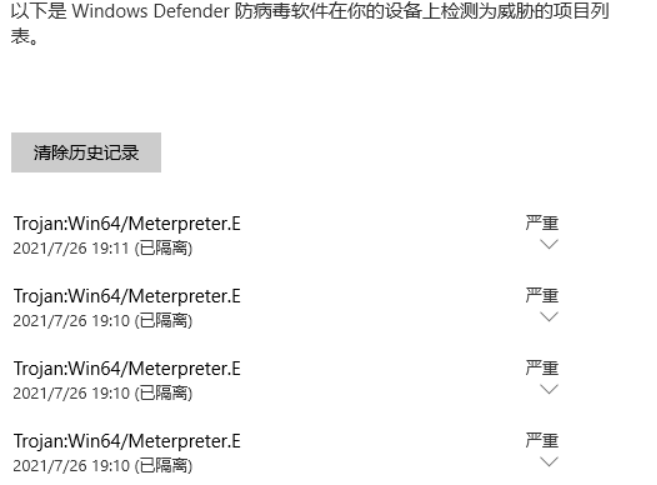 以下是 Windows Defender 防病毒软件在你的设备上检测为威胁的项目列
表。
清除历史记录
Trojan:Win64/Meterpreter.E 严重
2021/7/26 19:11 (已隔离)
Trojan:Win64/Meterpreter.E 严重
2021/7/26 19:10 (已隔离)
Trojan:Win64/Meterpreter.E 严重
2021/7/26 19:10 (已隔离)
Trojan:Win64/Meterpreter.E 严重
2021/7/26 19:10 (已隔离)